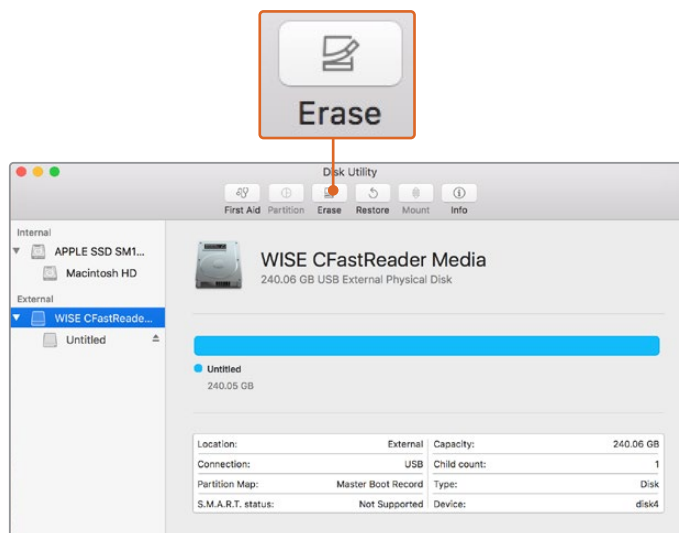 Erase
Disk Utility
First Aid Partition Erase Restore Mount Info
Internal
APPLE SSD SM1...
Macintosh HD
External
WISE CFastReade...
Untitled
WISE CFastReader Media
240.06 GB USB External Physical Disk
Untitled
240.05 GB
Location: External Capacity: 240.06 GB
Connection: USB Child count: 1
Partition Map: Master Boot Record Type: Disk
S.M.A.R.T. status: Not Supported Device: disk4